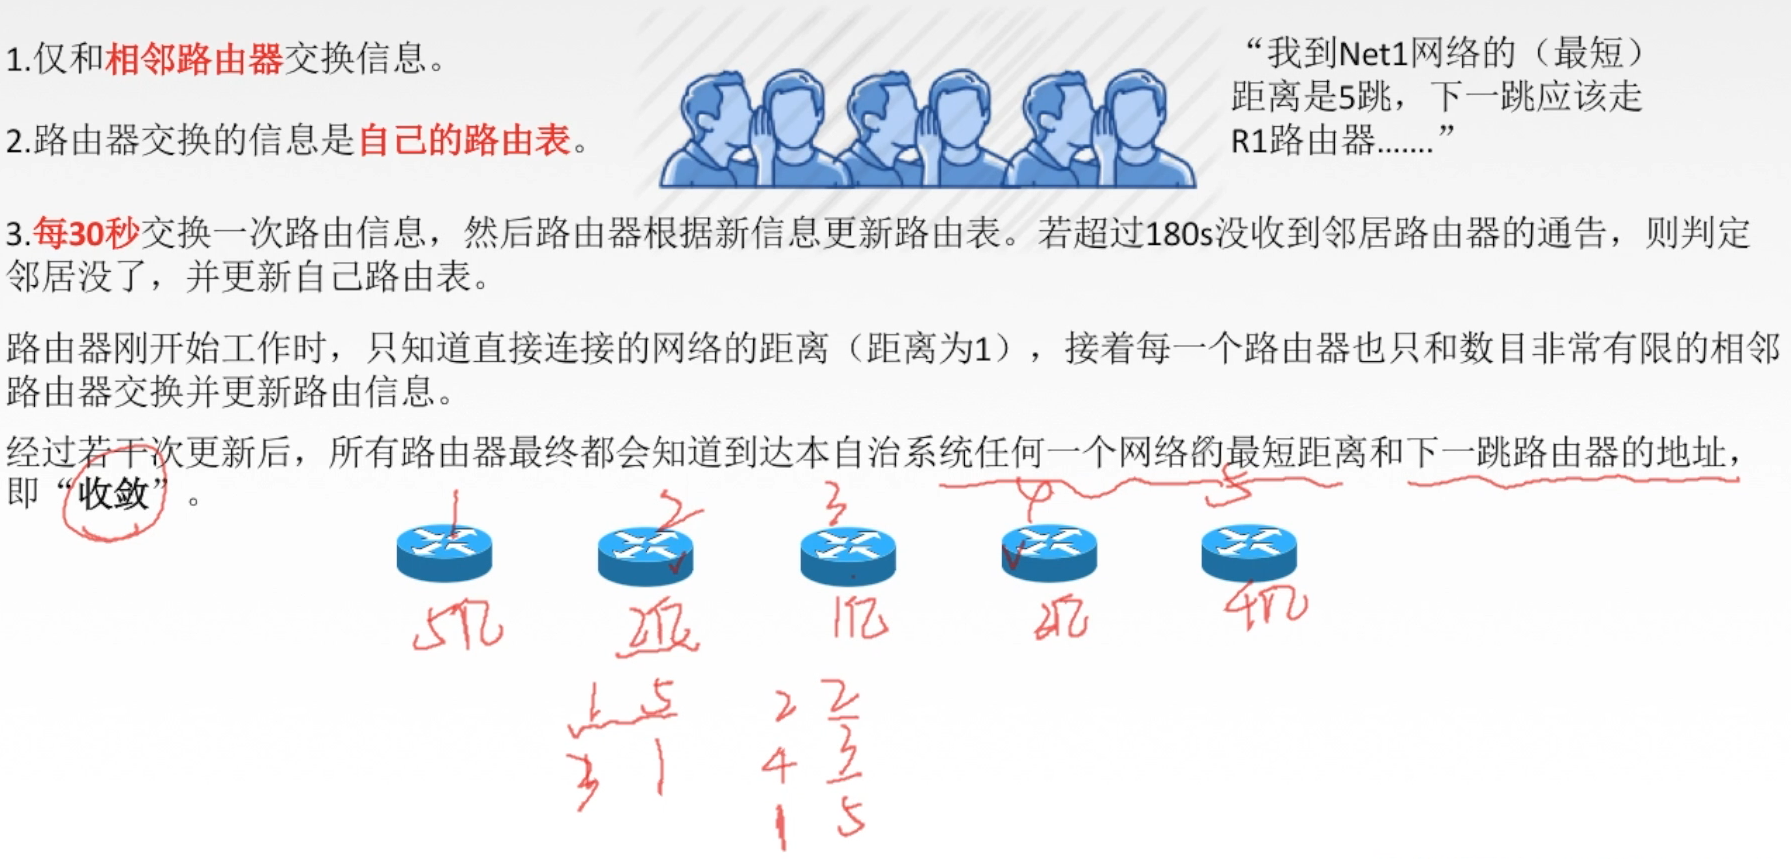 1.仅和相邻路由器交换信息。
“我到Net1网络的（最短）
距离是5跳，下一跳应该走
R1路由器.......”
2.路由器交换的信息是自己的路由表。
3.每30秒交换一次路由信息，然后路由器根据新信息更新路由表。若超过180s没收到邻居路由器的通告，则判定
邻居没了，并更新自己路由表。
路由器刚开始工作时，只知道直接连接的网络的距离（距离为1），接着每一个路由器也只和数目非常有限的相邻
路由器交换并更新路由信息。
经过若干次更新后，所有路由器最终都会知道到达本自治系统任何一个网络的最短距离和下一跳路由器的地址，
即“收敛”。
1 2 3 4 5
5亿 2亿 1亿 2亿 4亿
1 5 2 2
3 1 4 3
1 5